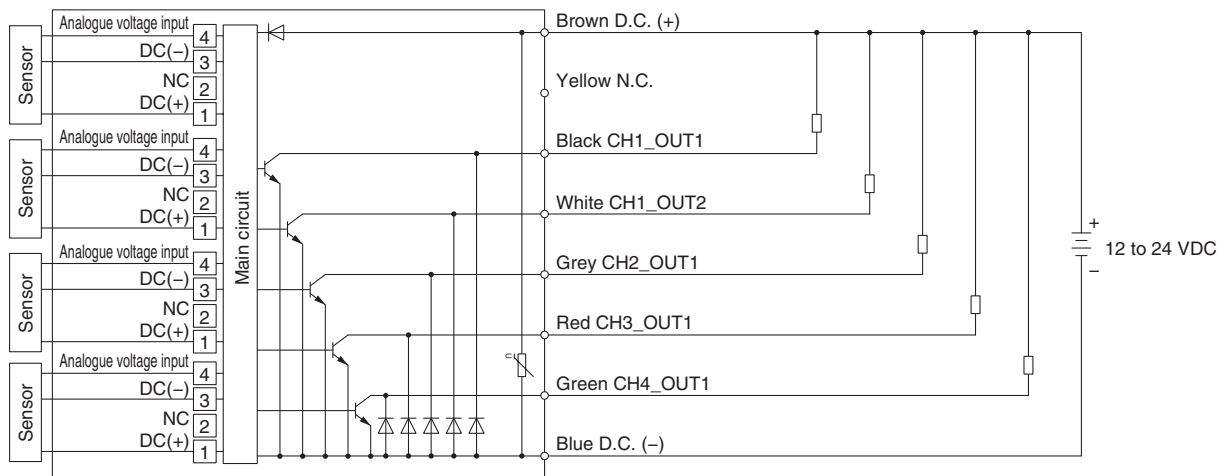 Sensor
Analogue voltage input 4
DC(−) 3
NC 2
DC(+) 1
Sensor
Analogue voltage input 4
DC(−) 3
NC 2
DC(+) 1
Sensor
Analogue voltage input 4
DC(−) 3
NC 2
DC(+) 1
Sensor
Analogue voltage input 4
DC(−) 3
NC 2
DC(+) 1
Main circuit
Brown D.C. (+)
Yellow N.C.
Black CH1_OUT1
White CH1_OUT2
Grey CH2_OUT1
Red CH3_OUT1
Green CH4_OUT1
Blue D.C. (−)
+
12 to 24 VDC
−